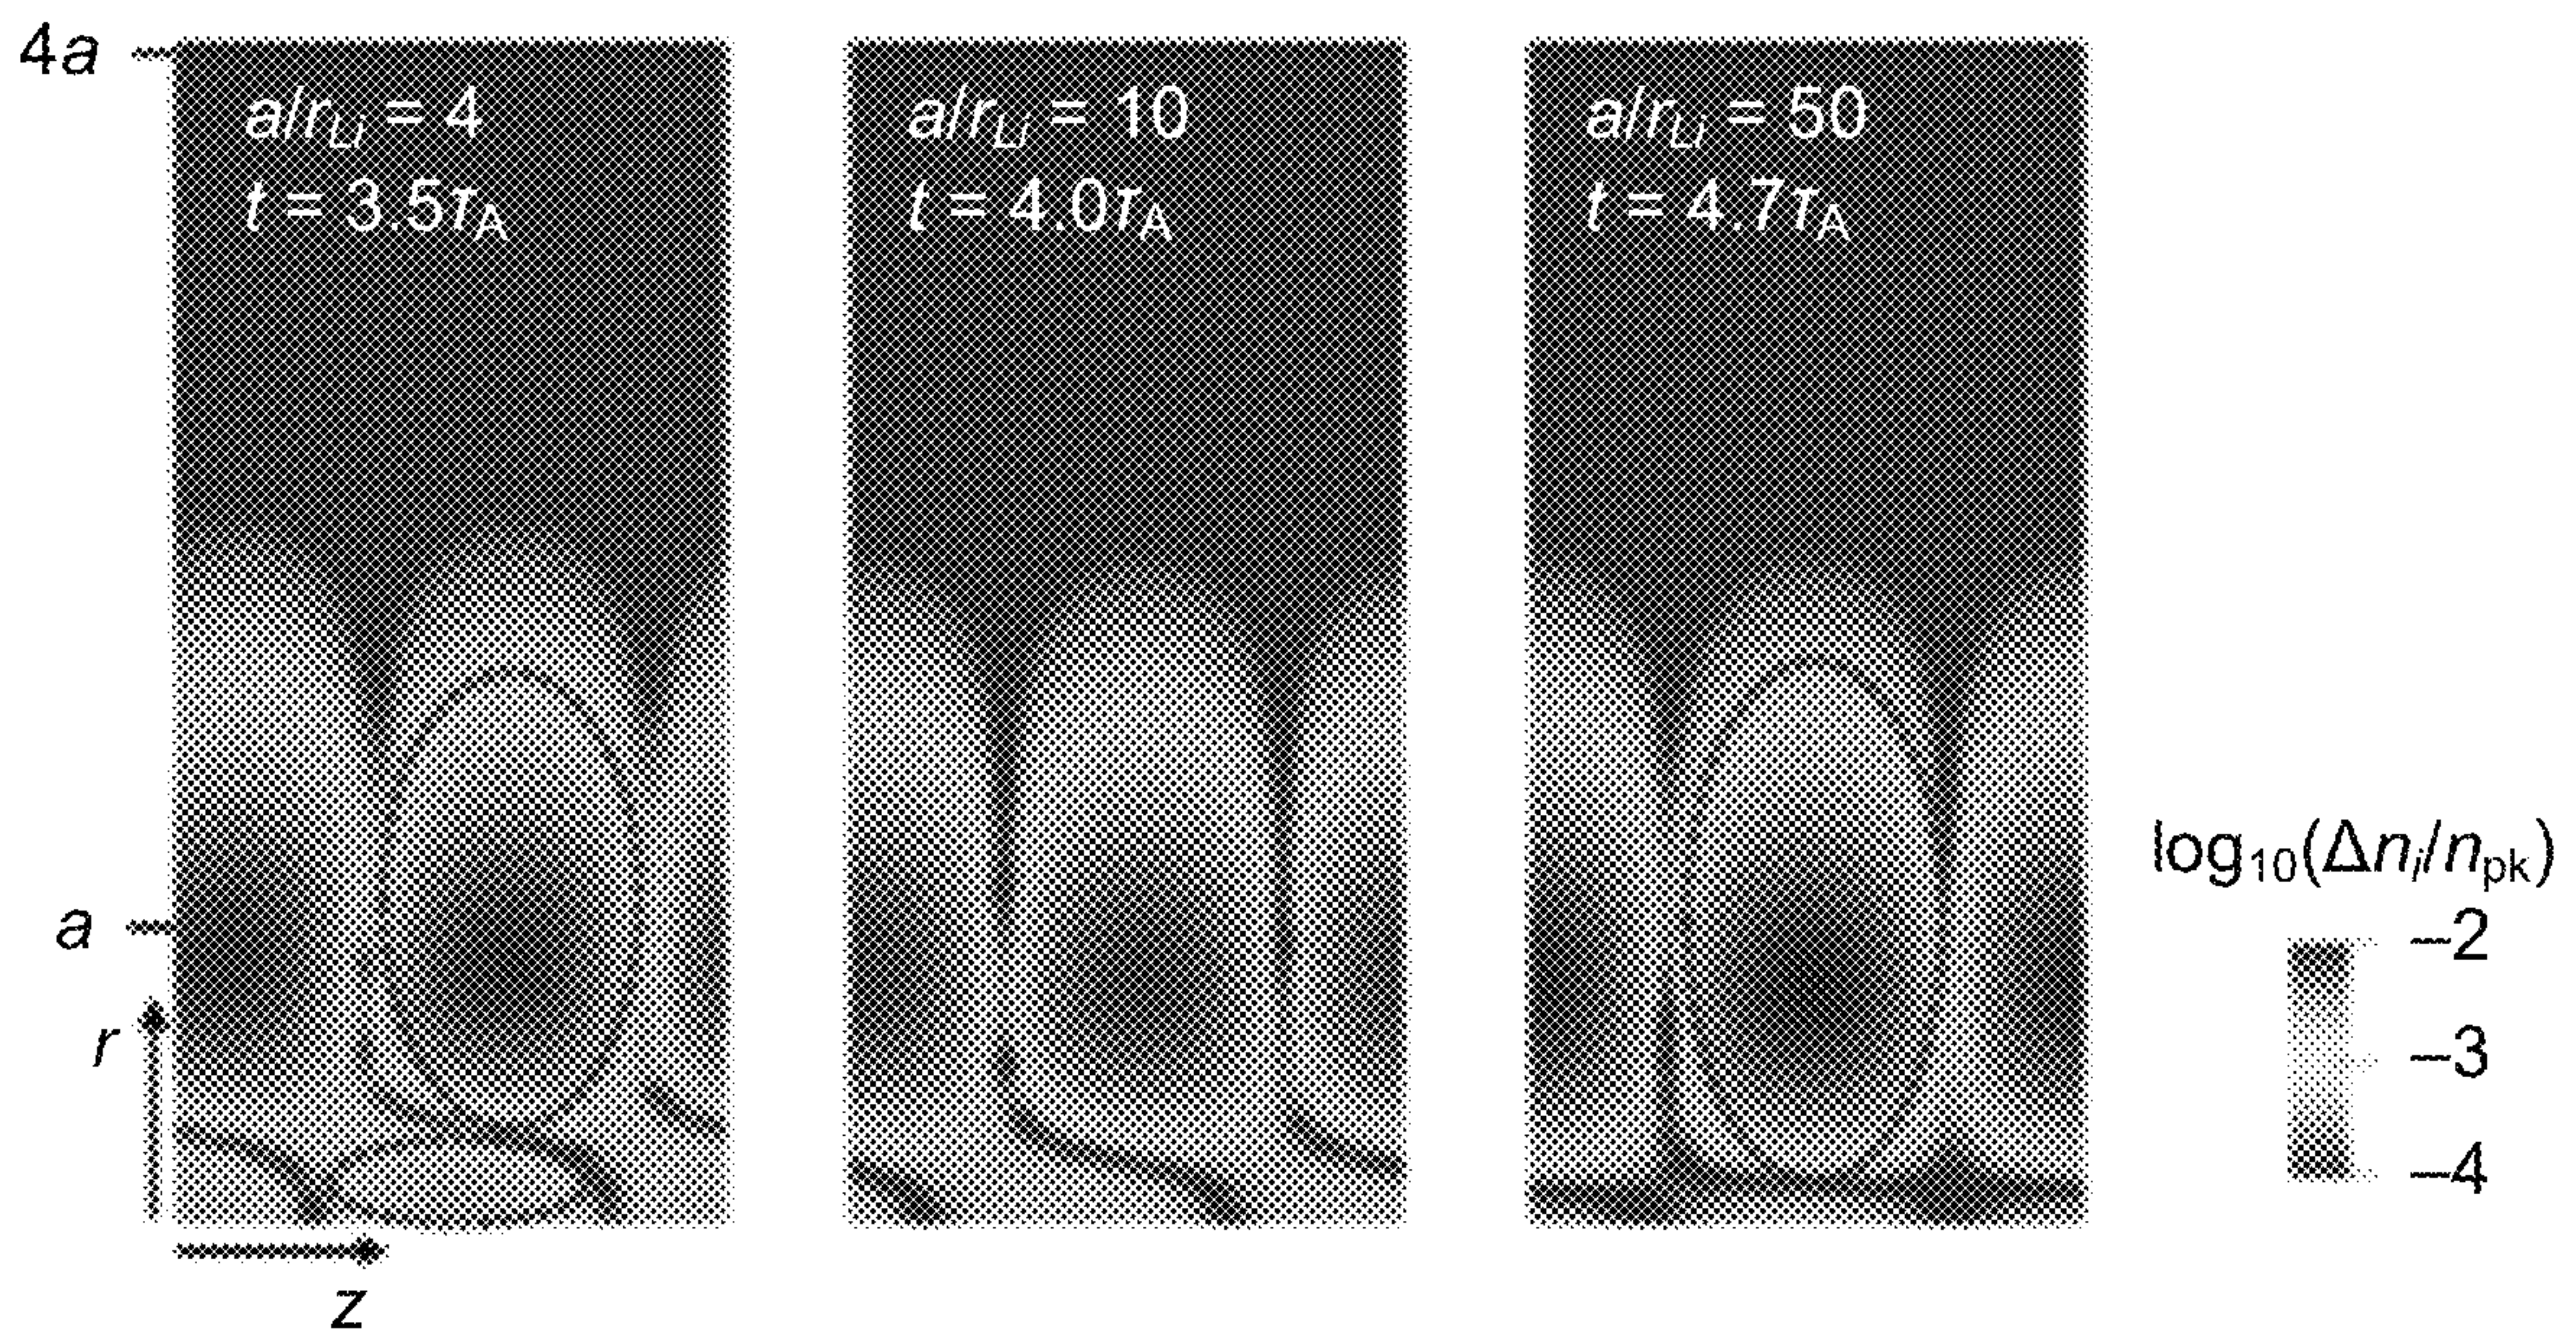 4a
a/r_Li = 4
t = 3.5τ_A
a/r_Li = 10
t = 4.0τ_A
a/r_Li = 50
t = 4.7τ_A
log₁₀(Δn_i/n_pk)
–2
a
–3
r
–4
z